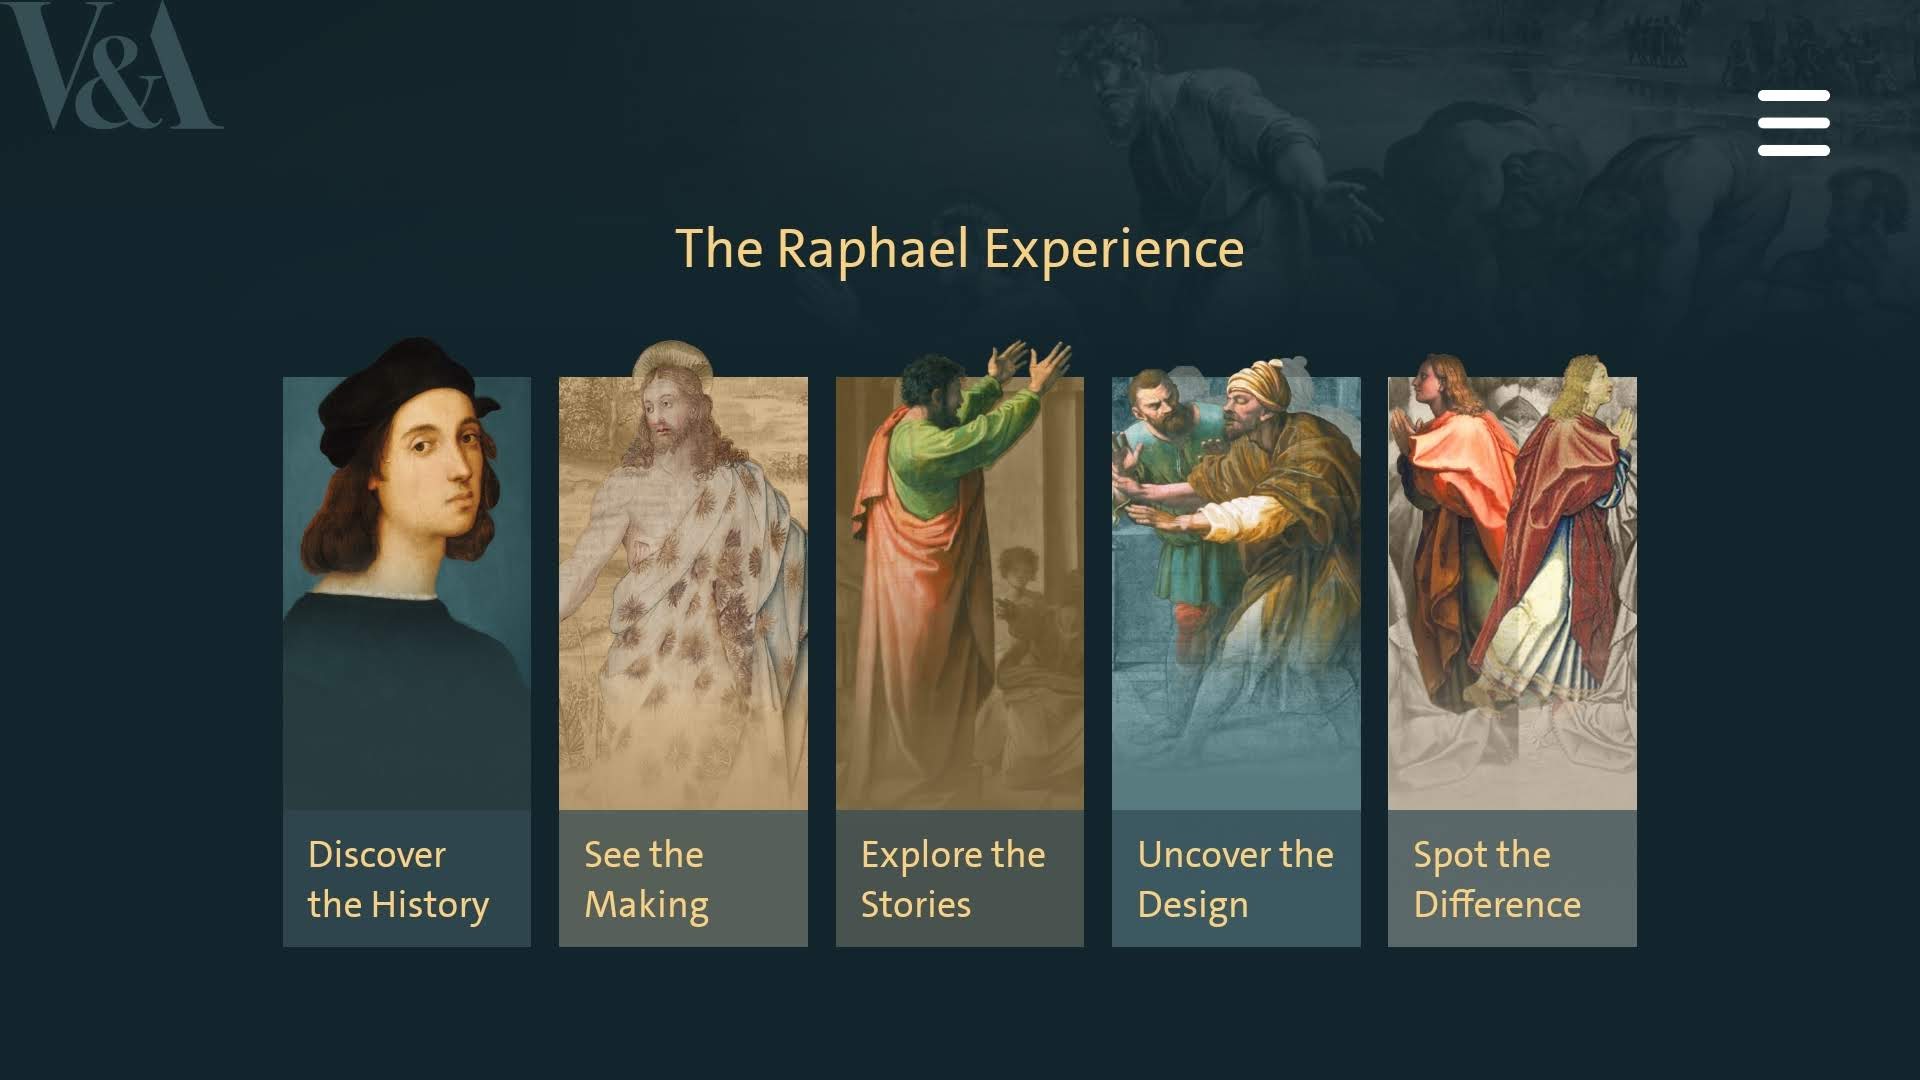 V&A
The Raphael Experience
Discover
the History
See the
Making
Explore the
Stories
Uncover the
Design
Spot the
Difference